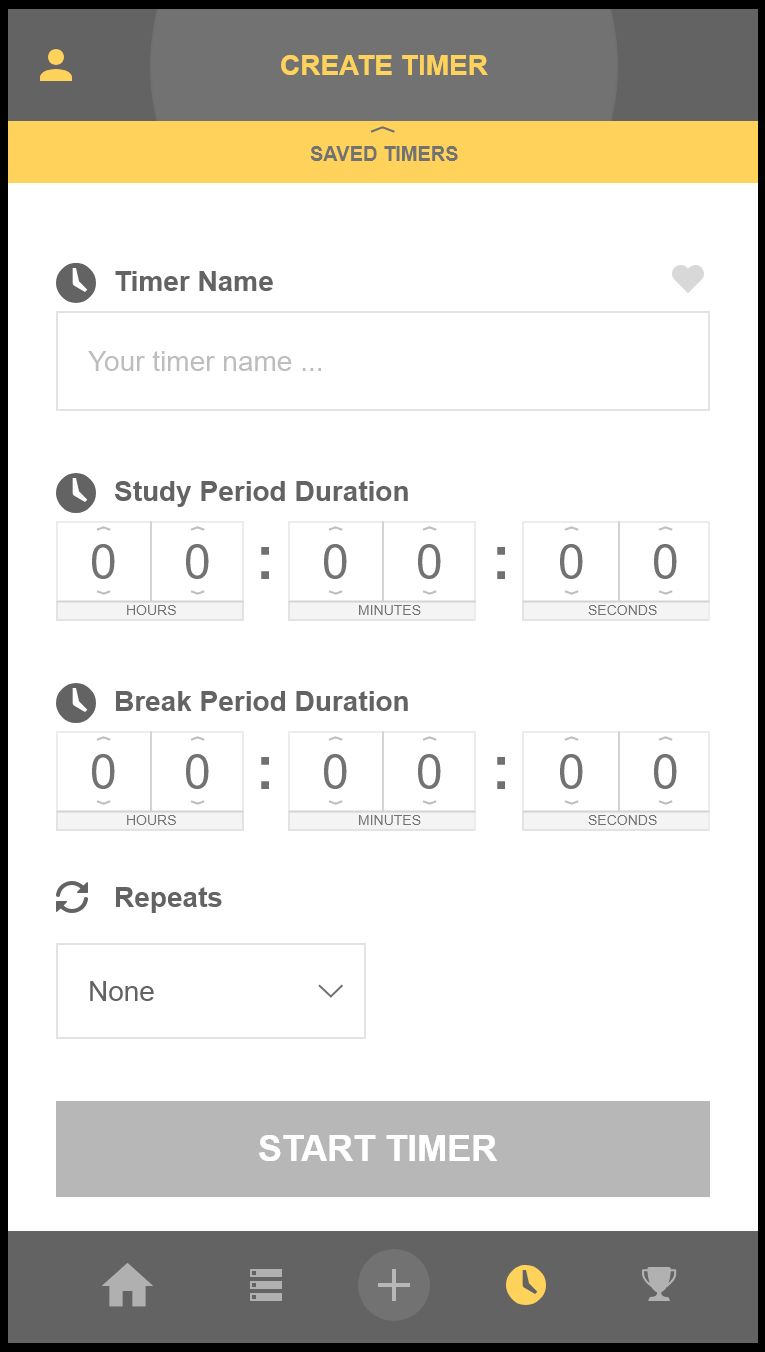 CREATE TIMER
SAVED TIMERS
Timer Name
Your timer name ...
Study Period Duration
0 0 : 0 0 : 0 0
HOURS MINUTES SECONDS
Break Period Duration
0 0 : 0 0 : 0 0
HOURS MINUTES SECONDS
Repeats
None
START TIMER